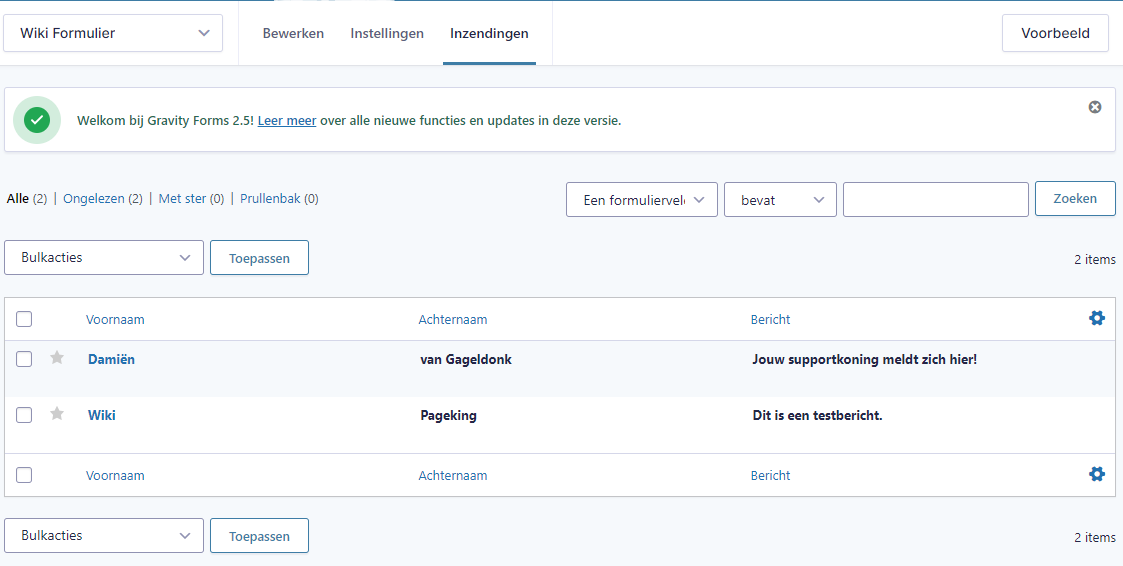 Wiki Formulier Bewerken Instellingen Inzendingen Voorbeeld
Welkom bij Gravity Forms 2.5! Leer meer over alle nieuwe functies en updates in deze versie.
Alle (2) | Ongelezen (2) | Met ster (0) | Prullenbak (0) Een formulierveld bevat Zoeken
Bulkacties Toepassen 2 items
Voornaam Achternaam Bericht
Damiën van Gageldonk Jouw supportkoning meldt zich hier!
Wiki Pageking Dit is een testbericht.
Voornaam Achternaam Bericht
Bulkacties Toepassen 2 items